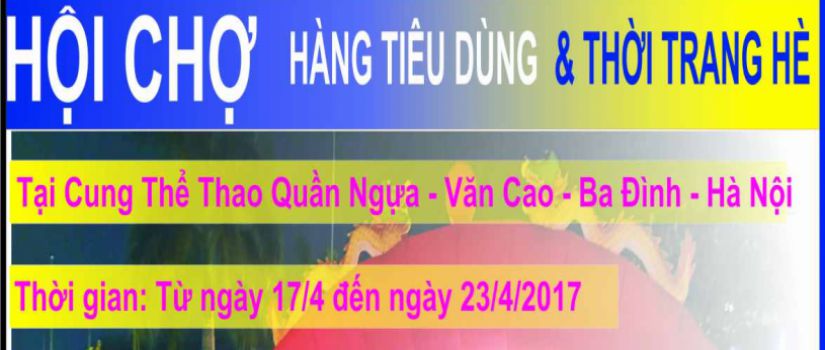 HỘI CHỢ HÀNG TIÊU DÙNG & THỜI TRANG HÈ
Tại Cung Thể Thao Quần Ngựa - Văn Cao - Ba Đình - Hà Nội
Thời gian: Từ ngày 17/4 đến ngày 23/4/2017